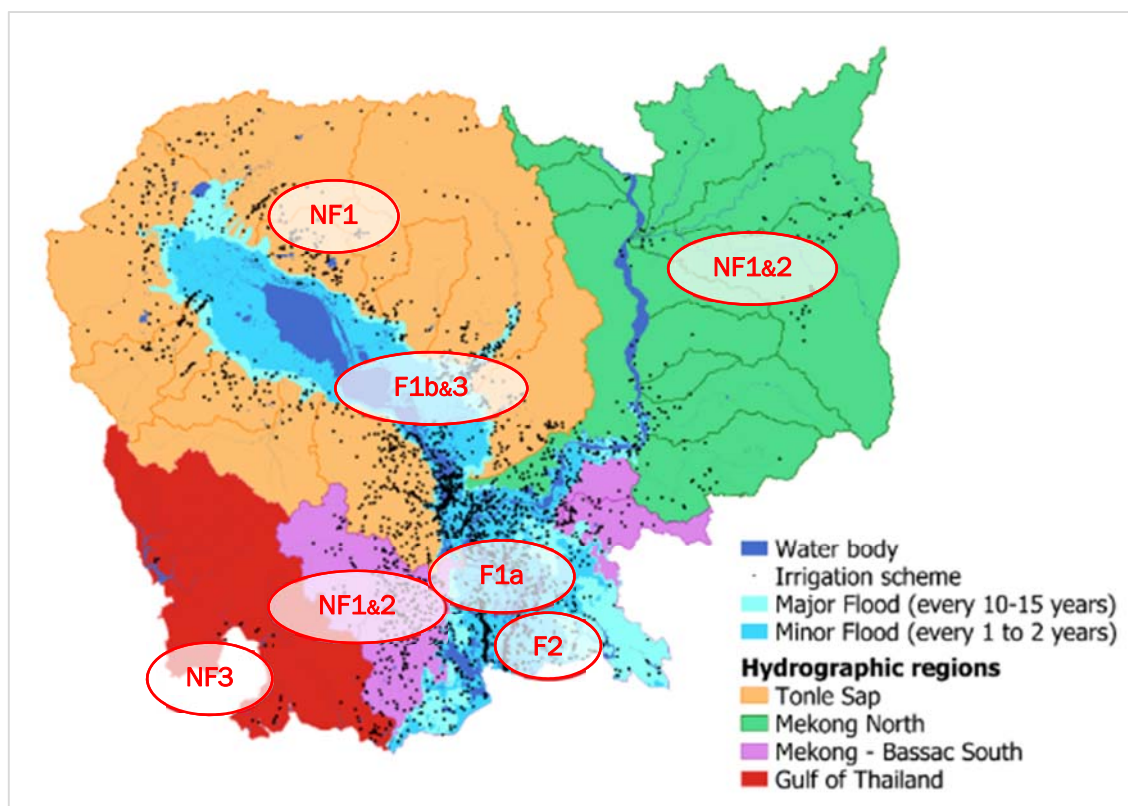 NF1
NF1&2
F1b&3
F1a
NF1&2
F2
NF3
Water body
Irrigation scheme
Major Flood (every 10-15 years)
Minor Flood (every 1 to 2 years)
Hydrographic regions
Tonle Sap
Mekong North
Mekong - Bassac South
Gulf of Thailand